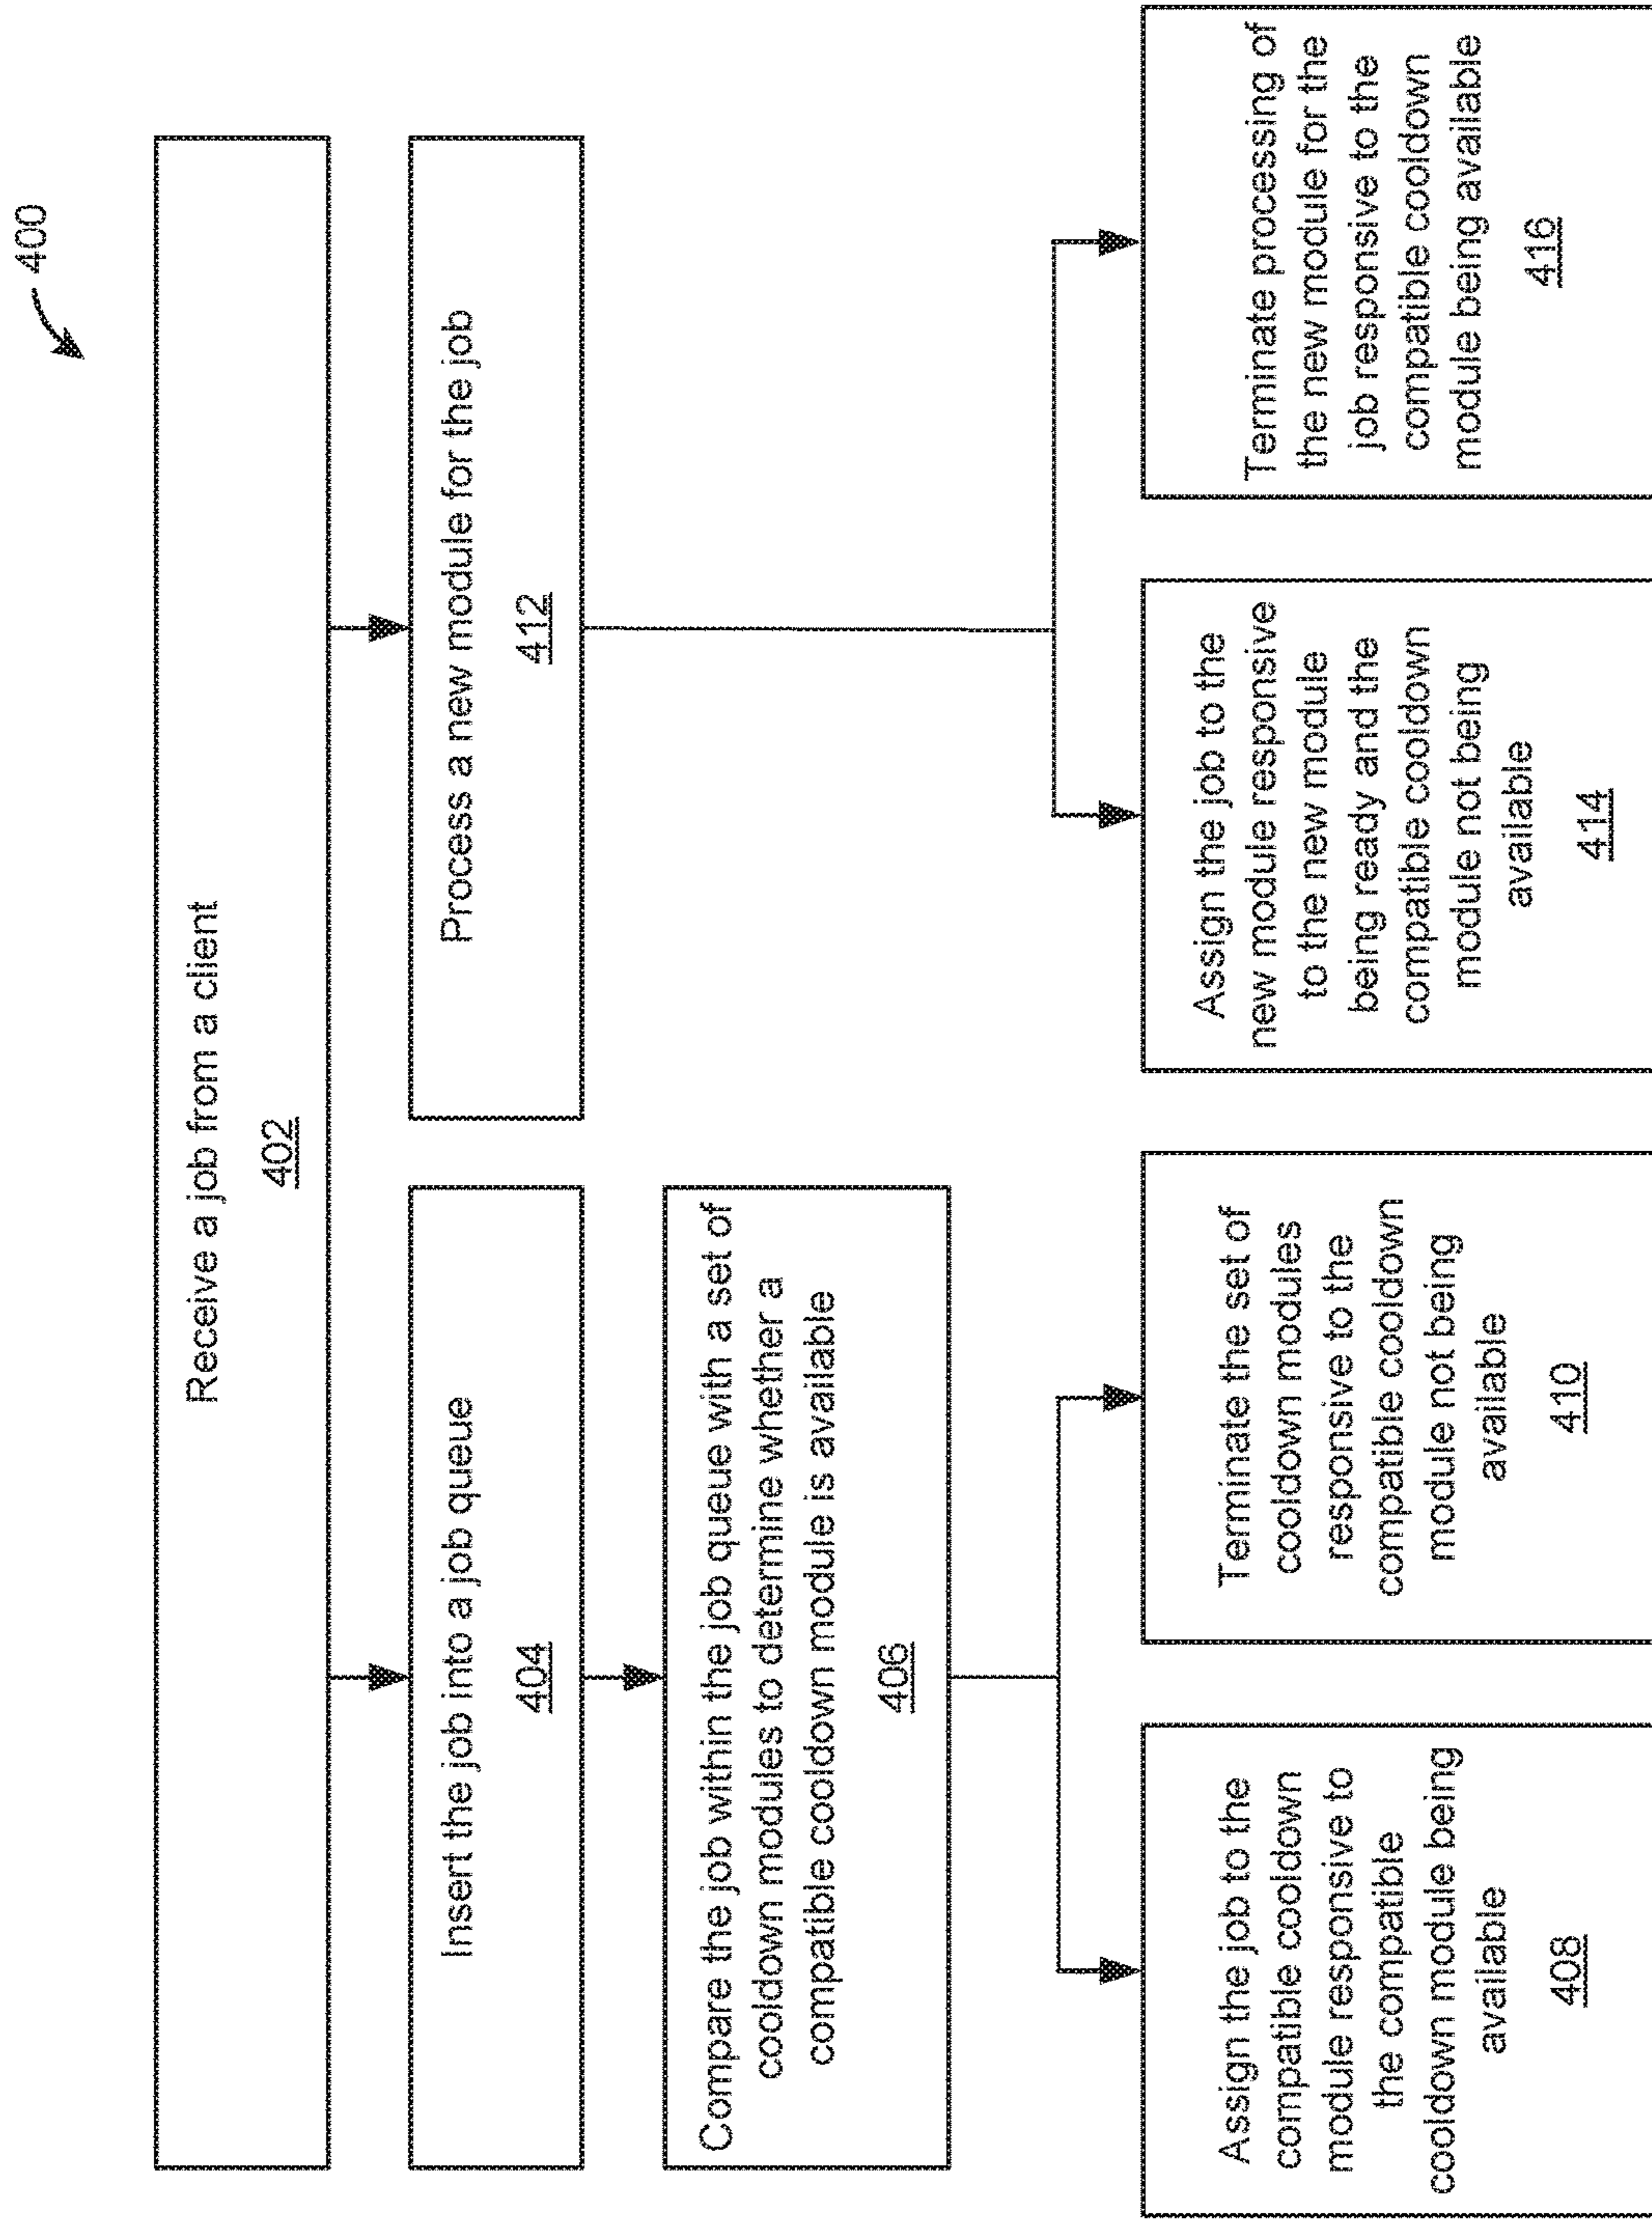 400
Receive a job from a client
402
Insert the job into a job queue
404
Process a new module for the job
412
Compare the job within the job queue with a set of
cooldown modules to determine whether a
compatible cooldown module is available
406
Assign the job to the
compatible cooldown
module responsive to
the compatible
cooldown module being
available
408
Terminate the set of
cooldown modules
responsive to the
compatible cooldown
module not being
available
410
Assign the job to the
new module responsive
to the new module
being ready and the
compatible cooldown
module not being
available
414
Terminate processing of
the new module for the
job responsive to the
compatible cooldown
module being available
416